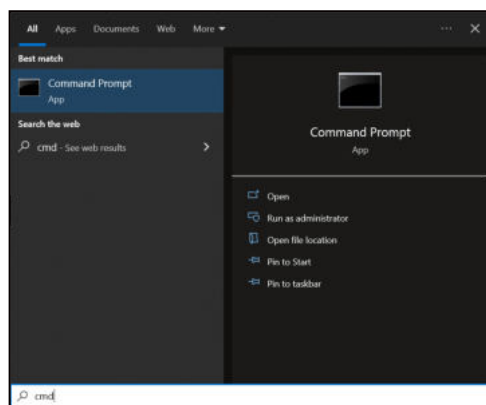 All Apps Documents Web More
Best match
Command Prompt
App
Search the web
cmd - See web results
Command Prompt
App
Open
Run as administrator
Open file location
Pin to Start
Pin to taskbar
cmd